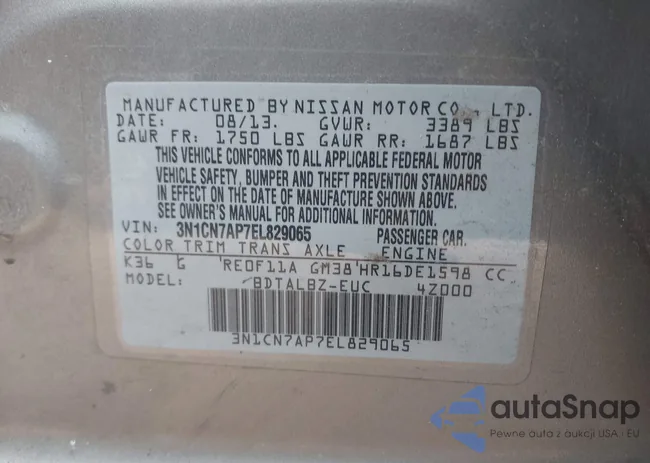 MANUFACTURED BY NISSAN MOTOR CO., LTD.
DATE: 08/13. GVWR: 3389 LBS
GAWR FR: 1750 LBS GAWR RR: 1687 LBS
THIS VEHICLE CONFORMS TO ALL APPLICABLE FEDERAL MOTOR
VEHICLE SAFETY, BUMPER AND THEFT PREVENTION STANDARDS
IN EFFECT ON THE DATE OF MANUFACTURE SHOWN ABOVE.
SEE OWNER'S MANUAL FOR ADDITIONAL INFORMATION.
VIN: 3N1CN7AP7EL829065 PASSENGER CAR.
COLOR TRIM TRANS AXLE ENGINE
K36 G RE0F11A GM38 HR16DE1598 CC
MODEL: BDTALBZ-EUC 4Z000
3N1CN7AP7EL829065
autaSnap
Pewne auta z aukcji USA i EU